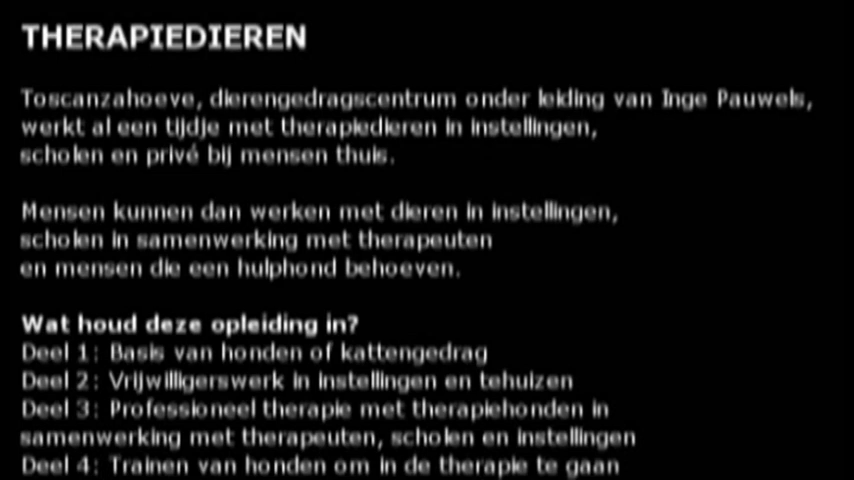 THERAPIEDIEREN
Toscanzahoeve, dierengedragscentrum onder leiding van Inge Pauwels,
werkt al een tijdje met therapiedieren in instellingen,
scholen en privé bij mensen thuis.
Mensen kunnen dan werken met dieren in instellingen,
scholen in samenwerking met therapeuten
en mensen die een hulphond behoeven.
Wat houd deze opleiding in?
Deel 1: Basis van honden of kattengedrag
Deel 2: Vrijwilligerswerk in instellingen en tehuizen
Deel 3: Professioneel therapie met therapiehonden in
samenwerking met therapeuten, scholen en instellingen
Deel 4: Trainen van honden om in de therapie te gaan